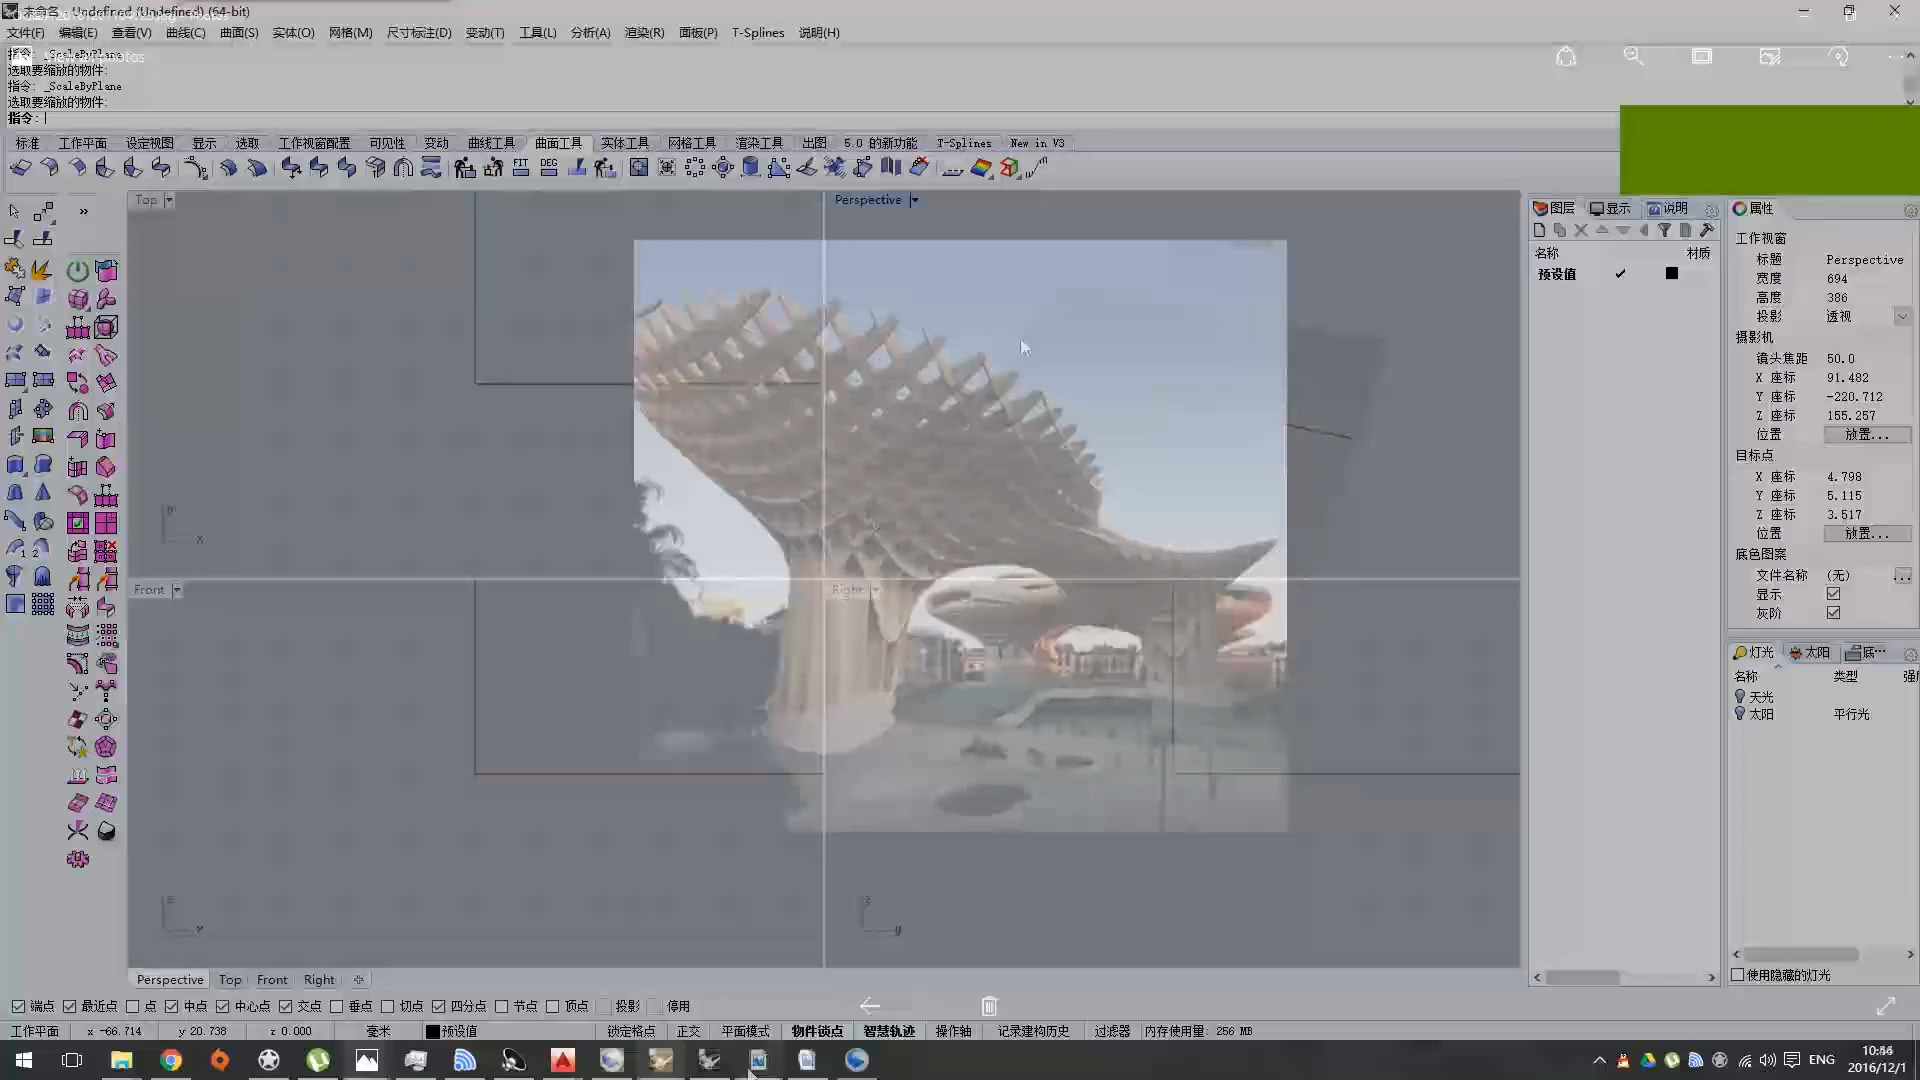 未命名 - Undefined (Undefined) (64-bit)
文件(F) 编辑(E) 查看(V) 曲线(C) 曲面(S) 实体(O) 网格(M) 尺寸标注(D) 变动(T) 工具(L) 分析(A) 渲染(R) 面板(P) T-Splines 说明(H)
指令: _ScaleByPlane
选取要缩放的物件:
指令: _ScaleByPlane
选取要缩放的物件:
指令:
标准 工作平面 设定视图 显示 选取 工作视窗配置 可见性 变动 曲线工具 曲面工具 实体工具 网格工具 渲染工具 出图 5.0 的新功能 T-Splines New in V3
FIT DEG
Top
Perspective
Front
Right
x
y
图层 显示 说明
名称 材质
预设值
属性
工作视窗
标题 Perspective
宽度 694
高度 386
投影 透视
摄影机
镜头焦距 50.0
X 座标 91.482
Y 座标 -220.712
Z 座标 155.257
位置 放置...
目标点
X 座标 4.798
Y 座标 5.115
Z 座标 3.517
位置 放置...
底色图案
文件名称 (无) ...
显示
灰阶
灯光 太阳 底…
名称 类型
天光
太阳 平行光
使用隐藏的灯光
Perspective Top Front Right
端点 最近点 点 中点 中心点 交点 垂点 切点 四分点 节点 顶点 投影 停用
工作平面 x -66.714 y 20.738 z 0.000 毫米 预设值 锁定格点 正交 平面模式 物件锁点 智慧轨迹 操作轴 记录建构历史 过滤器 内存使用量: 256 MB
ENG
2016/12/1